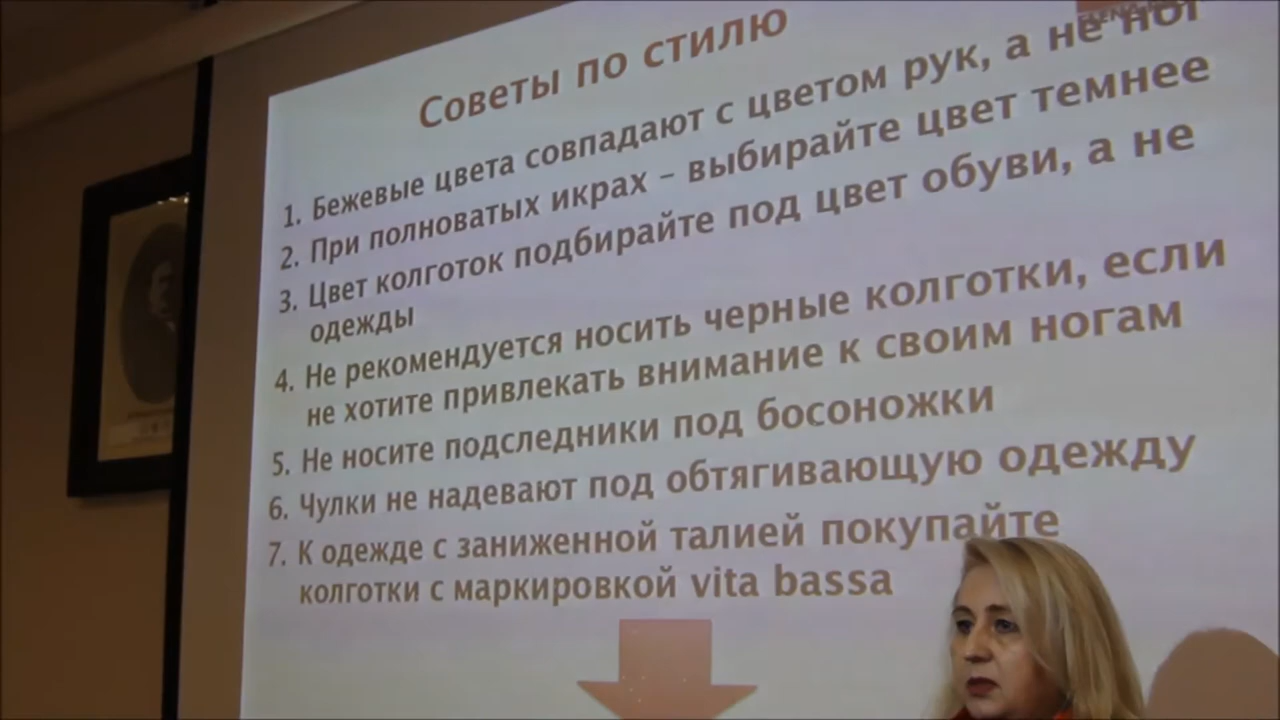 ELENA
Советы по стилю
1. Бежевые цвета совпадают с цветом рук, а не ног
2. При полноватых икрах – выбирайте цвет темнее
3. Цвет колготок подбирайте под цвет обуви, а не
одежды
4. Не рекомендуется носить черные колготки, если
не хотите привлекать внимание к своим ногам
5. Не носите подследники под босоножки
6. Чулки не надевают под обтягивающую одежду
7. К одежде с заниженной талией покупайте
колготки с маркировкой vita bassa